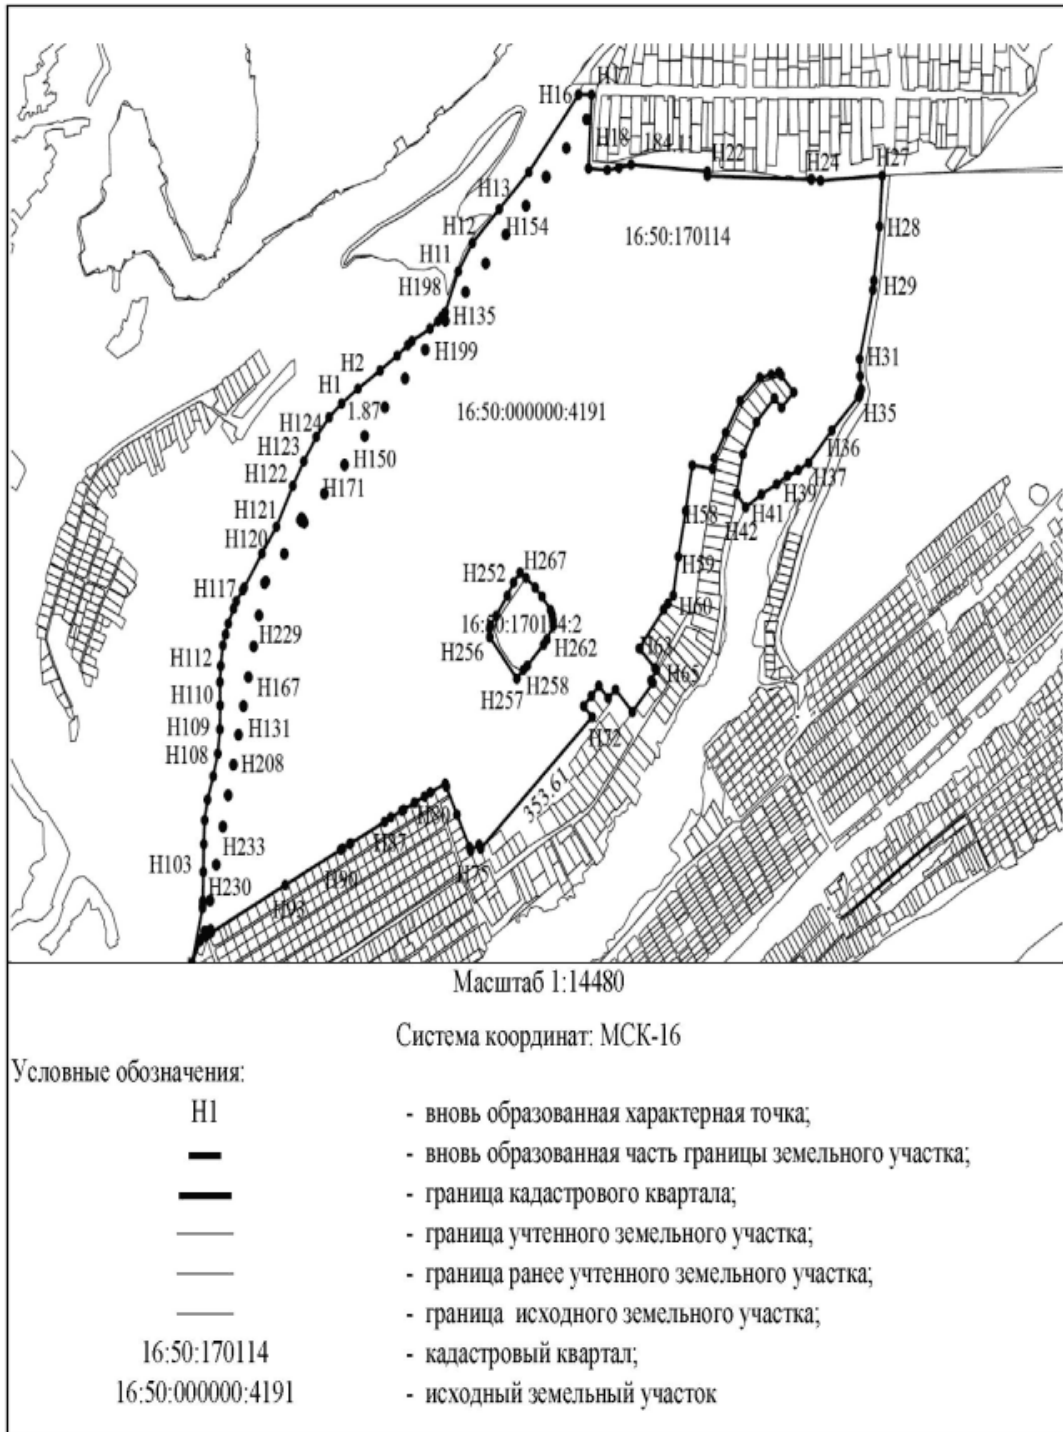 Н17
Н16
Н18
184.11
Н22
Н24
Н27
Н13
Н154
Н12
16:50:170114
Н28
Н11
Н198
Н29
Н135
Н199
Н2
Н31
Н1
1.87
16:50:000000:4191
Н35
Н124
Н36
Н123
Н150
Н37
Н122
Н171
Н39
Н41
Н42
Н58
Н121
Н120
Н59
Н267
Н252
Н117
Н60
Н229
Н256
Н262
Н63
Н112
Н65
Н167
Н258
Н257
Н110
Н131
Н109
Н72
Н108
Н208
353.61
Н80
Н87
Н233
Н75
Н103
Н90
Н230
Н93
Масштаб 1:14480
Система координат: МСК-16
Условные обозначения:
Н1 - вновь образованная характерная точка;
- вновь образованная часть границы земельного участка;
- граница кадастрового квартала;
- граница учтенного земельного участка;
- граница ранее учтенного земельного участка;
- граница исходного земельного участка;
16:50:170114 - кадастровый квартал;
16:50:000000:4191 - исходный земельный участок